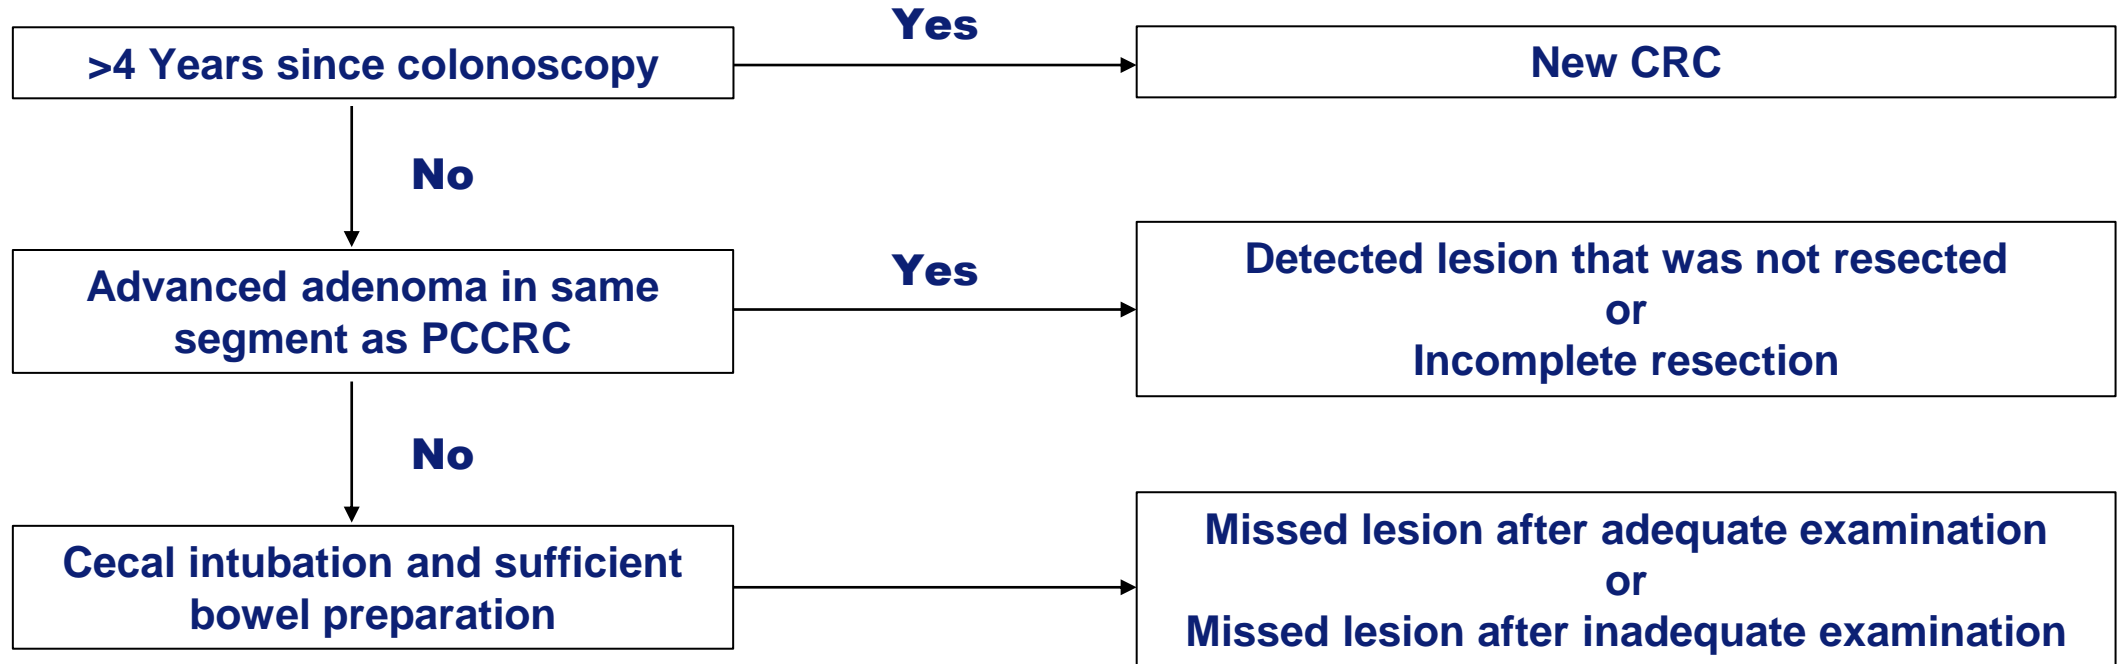 >4 Years since colonoscopy
Yes
New CRC
No
Advanced adenoma in same
segment as PCCRC
Yes
Detected lesion that was not resected
or
Incomplete resection
No
Cecal intubation and sufficient
bowel preparation
Missed lesion after adequate examination
or
Missed lesion after inadequate examination